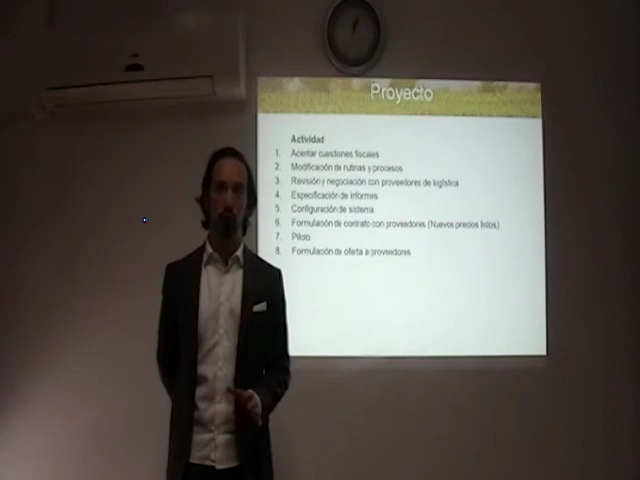 Proyecto
Actividad
1. Acertar cuestiones fiscales
2. Modificación de rutinas y procesos
3. Revisión y negociación con proveedores de logística
4. Especificación de informes
5. Configuración de sistema
6. Formulación de contrato con proveedores (Nuevos precios listos)
7. Piloto
8. Formulación de oferta a proveedores